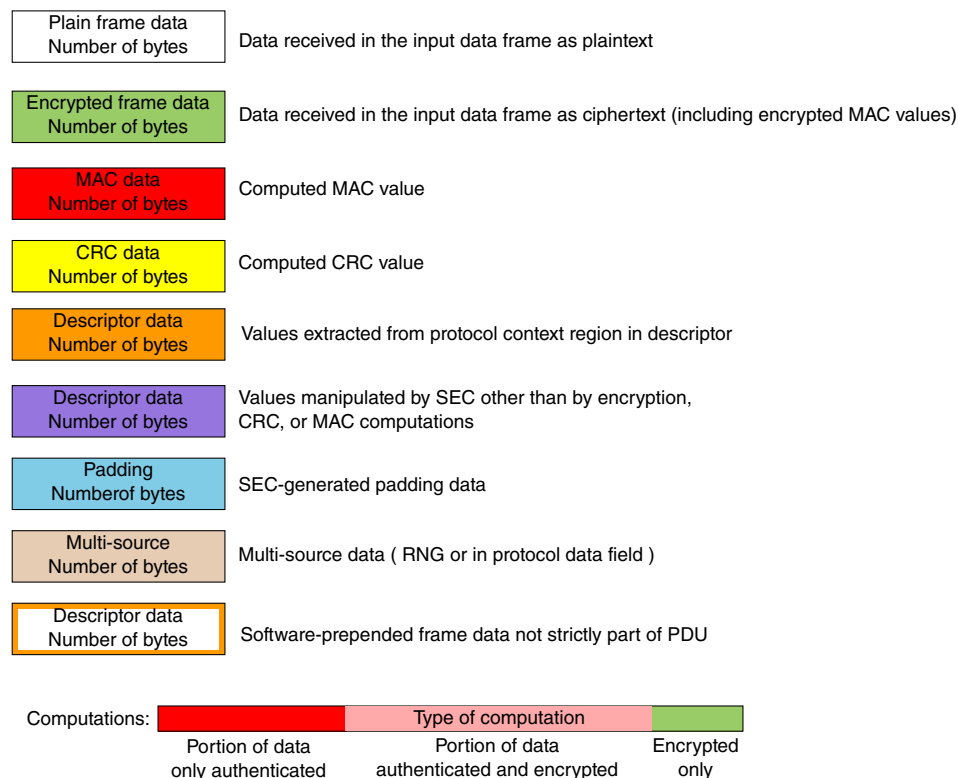 Plain frame data
Number of bytes
Data received in the input data frame as plaintext
Encrypted frame data
Number of bytes
Data received in the input data frame as ciphertext (including encrypted MAC values)
MAC data
Number of bytes
Computed MAC value
CRC data
Number of bytes
Computed CRC value
Descriptor data
Number of bytes
Values extracted from protocol context region in descriptor
Descriptor data
Number of bytes
Values manipulated by SEC other than by encryption,
CRC, or MAC computations
Padding
Numberof bytes
SEC-generated padding data
Multi-source
Number of bytes
Multi-source data ( RNG or in protocol data field )
Descriptor data
Number of bytes
Software-prepended frame data not strictly part of PDU
Computations:
Type of computation
Portion of data
only authenticated
Portion of data
authenticated and encrypted
Encrypted
only